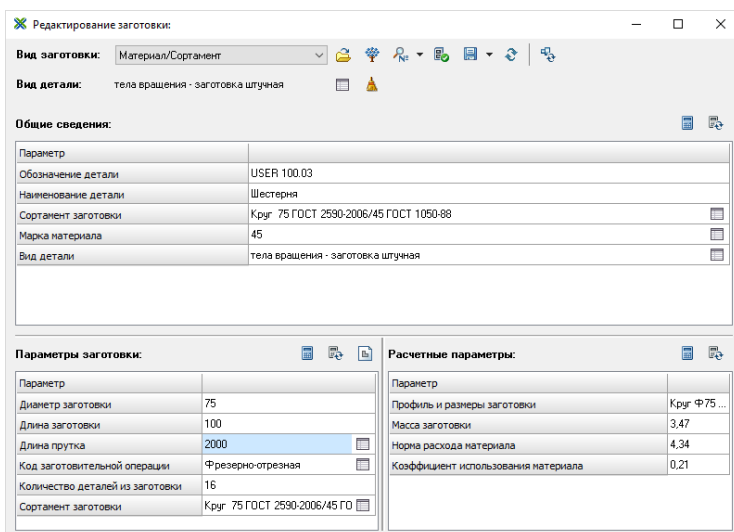 Редактирование заготовки:
Вид заготовки: Материал/Сортамент
Вид детали: тела вращения - заготовка штучная
Общие сведения:
Параметр
Обозначение детали USER 100.03
Наименование детали Шестерня
Сортамент заготовки Круг 75 ГОСТ 2590-2006/45 ГОСТ 1050-88
Марка материала 45
Вид детали тела вращения - заготовка штучная
Параметры заготовки:
Параметр
Диаметр заготовки 75
Длина заготовки 100
Длина прутка 2000
Код заготовительной операции Фрезерно-отрезная
Количество деталей из заготовки 16
Сортамент заготовки Круг 75 ГОСТ 2590-2006/45 ГО
Расчетные параметры:
Параметр
Профиль и размеры заготовки Круг Ф75 ...
Масса заготовки 3,47
Норма расхода материала 4,34
Коэффициент использования материала 0,21